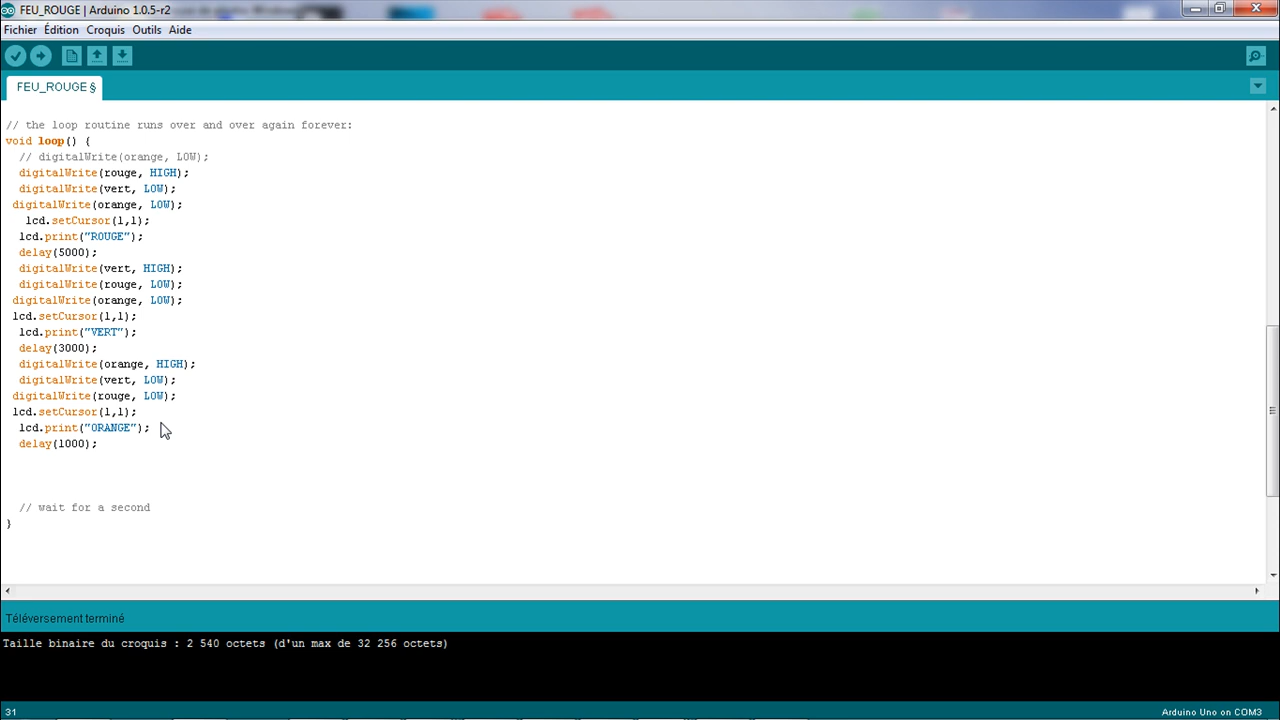 FEU_ROUGE | Arduino 1.0.5-r2
Fichier Édition Croquis Outils Aide
FEU_ROUGE §
// the loop routine runs over and over again forever:
void loop() {
  // digitalWrite(orange, LOW);
  digitalWrite(rouge, HIGH);
  digitalWrite(vert, LOW);
 digitalWrite(orange, LOW);
   lcd.setCursor(1,1);
  lcd.print("ROUGE");
  delay(5000);
  digitalWrite(vert, HIGH);
  digitalWrite(rouge, LOW);
 digitalWrite(orange, LOW);
 lcd.setCursor(1,1);
  lcd.print("VERT");
  delay(3000);
  digitalWrite(orange, HIGH);
  digitalWrite(vert, LOW);
 digitalWrite(rouge, LOW);
 lcd.setCursor(1,1);
  lcd.print("ORANGE");
  delay(1000);
  // wait for a second
}
Téléversement terminé
Taille binaire du croquis : 2 540 octets (d'un max de 32 256 octets)
31
Arduino Uno on COM3